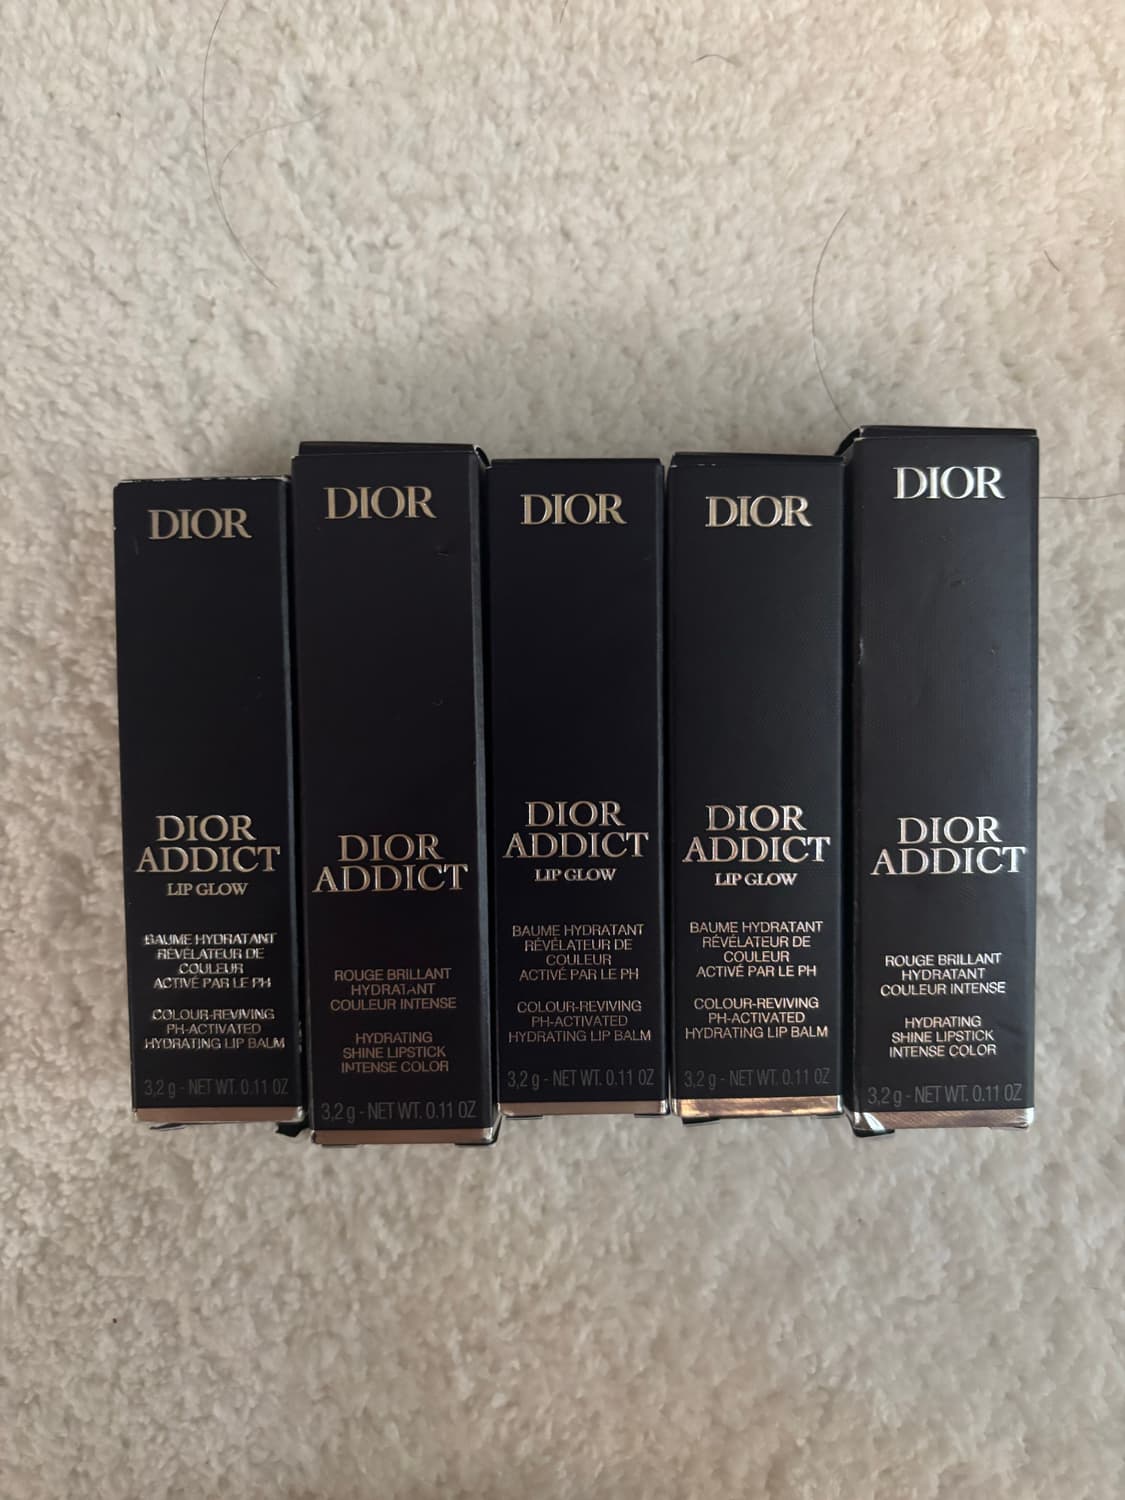 DIOR
DIOR
ADDICT
LIP GLOW
BAUME HYDRATANT
RÉVÉLATEUR DE
COULEUR
ACTIVÉ PAR LE PH
COLOUR-REVIVING
PH-ACTIVATED
HYDRATING LIP BALM
3,2 g - NET WT. 0.11 OZ
DIOR
DIOR
ADDICT
ROUGE BRILLANT
HYDRATANT
COULEUR INTENSE
HYDRATING
SHINE LIPSTICK
INTENSE COLOR
3,2 g - NET WT. 0.11 OZ
DIOR
DIOR
ADDICT
LIP GLOW
BAUME HYDRATANT
RÉVÉLATEUR DE
COULEUR
ACTIVÉ PAR LE PH
COLOUR-REVIVING
PH-ACTIVATED
HYDRATING LIP BALM
3,2 g - NET WT. 0.11 OZ
DIOR
DIOR
ADDICT
LIP GLOW
BAUME HYDRATANT
RÉVÉLATEUR DE
COULEUR
ACTIVÉ PAR LE PH
COLOUR-REVIVING
PH-ACTIVATED
HYDRATING LIP BALM
3,2 g - NET WT. 0.11 OZ
DIOR
DIOR
ADDICT
ROUGE BRILLANT
HYDRATANT
COULEUR INTENSE
HYDRATING
SHINE LIPSTICK
INTENSE COLOR
3,2 g - NET WT. 0.11 OZ